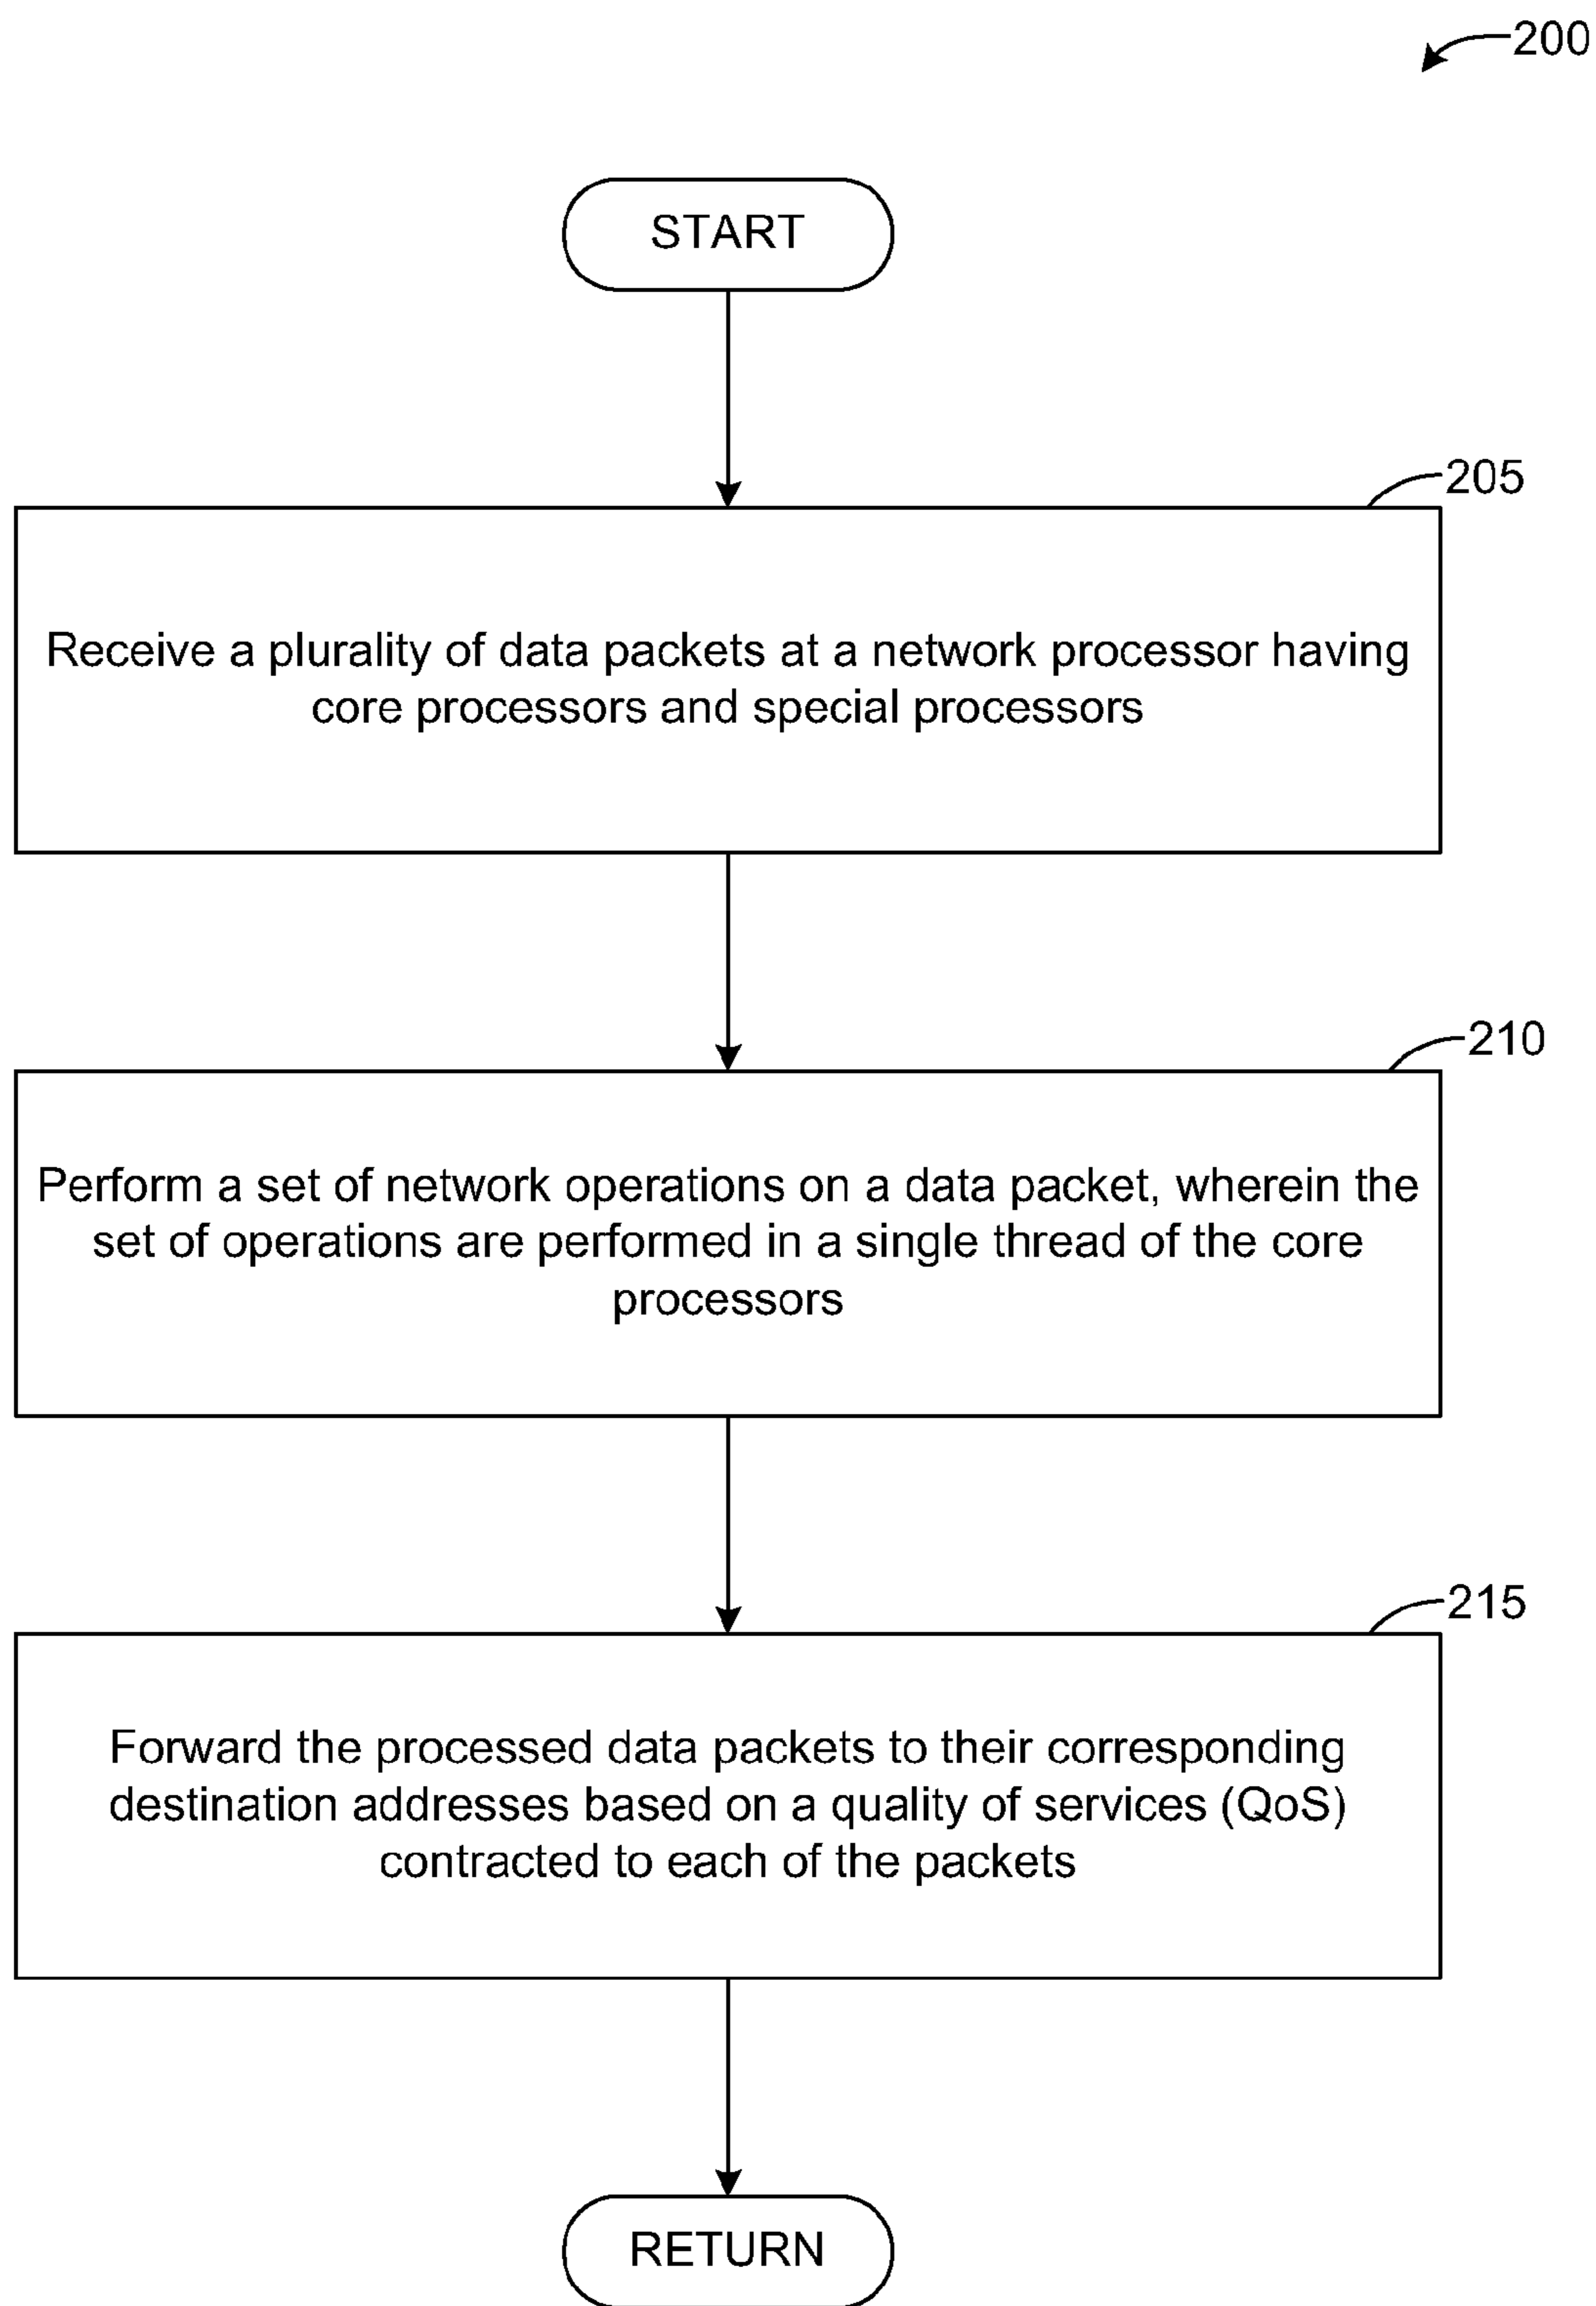 200
START
205
Receive a plurality of data packets at a network processor having
core processors and special processors
210
Perform a set of network operations on a data packet, wherein the
set of operations are performed in a single thread of the core
processors
215
Forward the processed data packets to their corresponding
destination addresses based on a quality of services (QoS)
contracted to each of the packets
RETURN